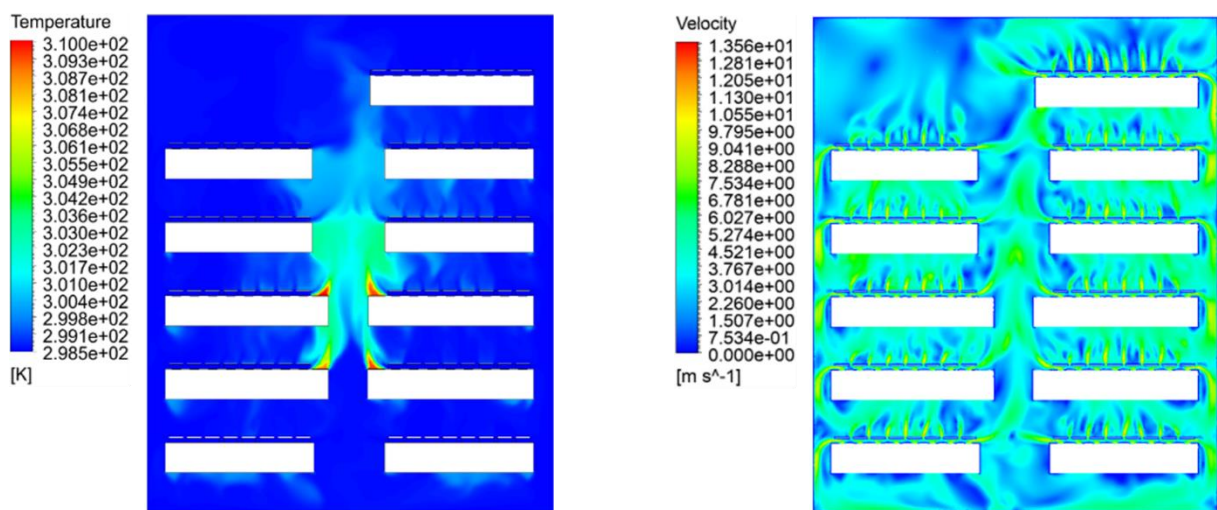 Temperature
3.100e+02
3.093e+02
3.087e+02
3.081e+02
3.074e+02
3.068e+02
3.061e+02
3.055e+02
3.049e+02
3.042e+02
3.036e+02
3.030e+02
3.023e+02
3.017e+02
3.010e+02
3.004e+02
2.998e+02
2.991e+02
2.985e+02
[K]
Velocity
1.356e+01
1.281e+01
1.205e+01
1.130e+01
1.055e+01
9.795e+00
9.041e+00
8.288e+00
7.534e+00
6.781e+00
6.027e+00
5.274e+00
4.521e+00
3.767e+00
3.014e+00
2.260e+00
1.507e+00
7.534e-01
0.000e+00
[m s^-1]